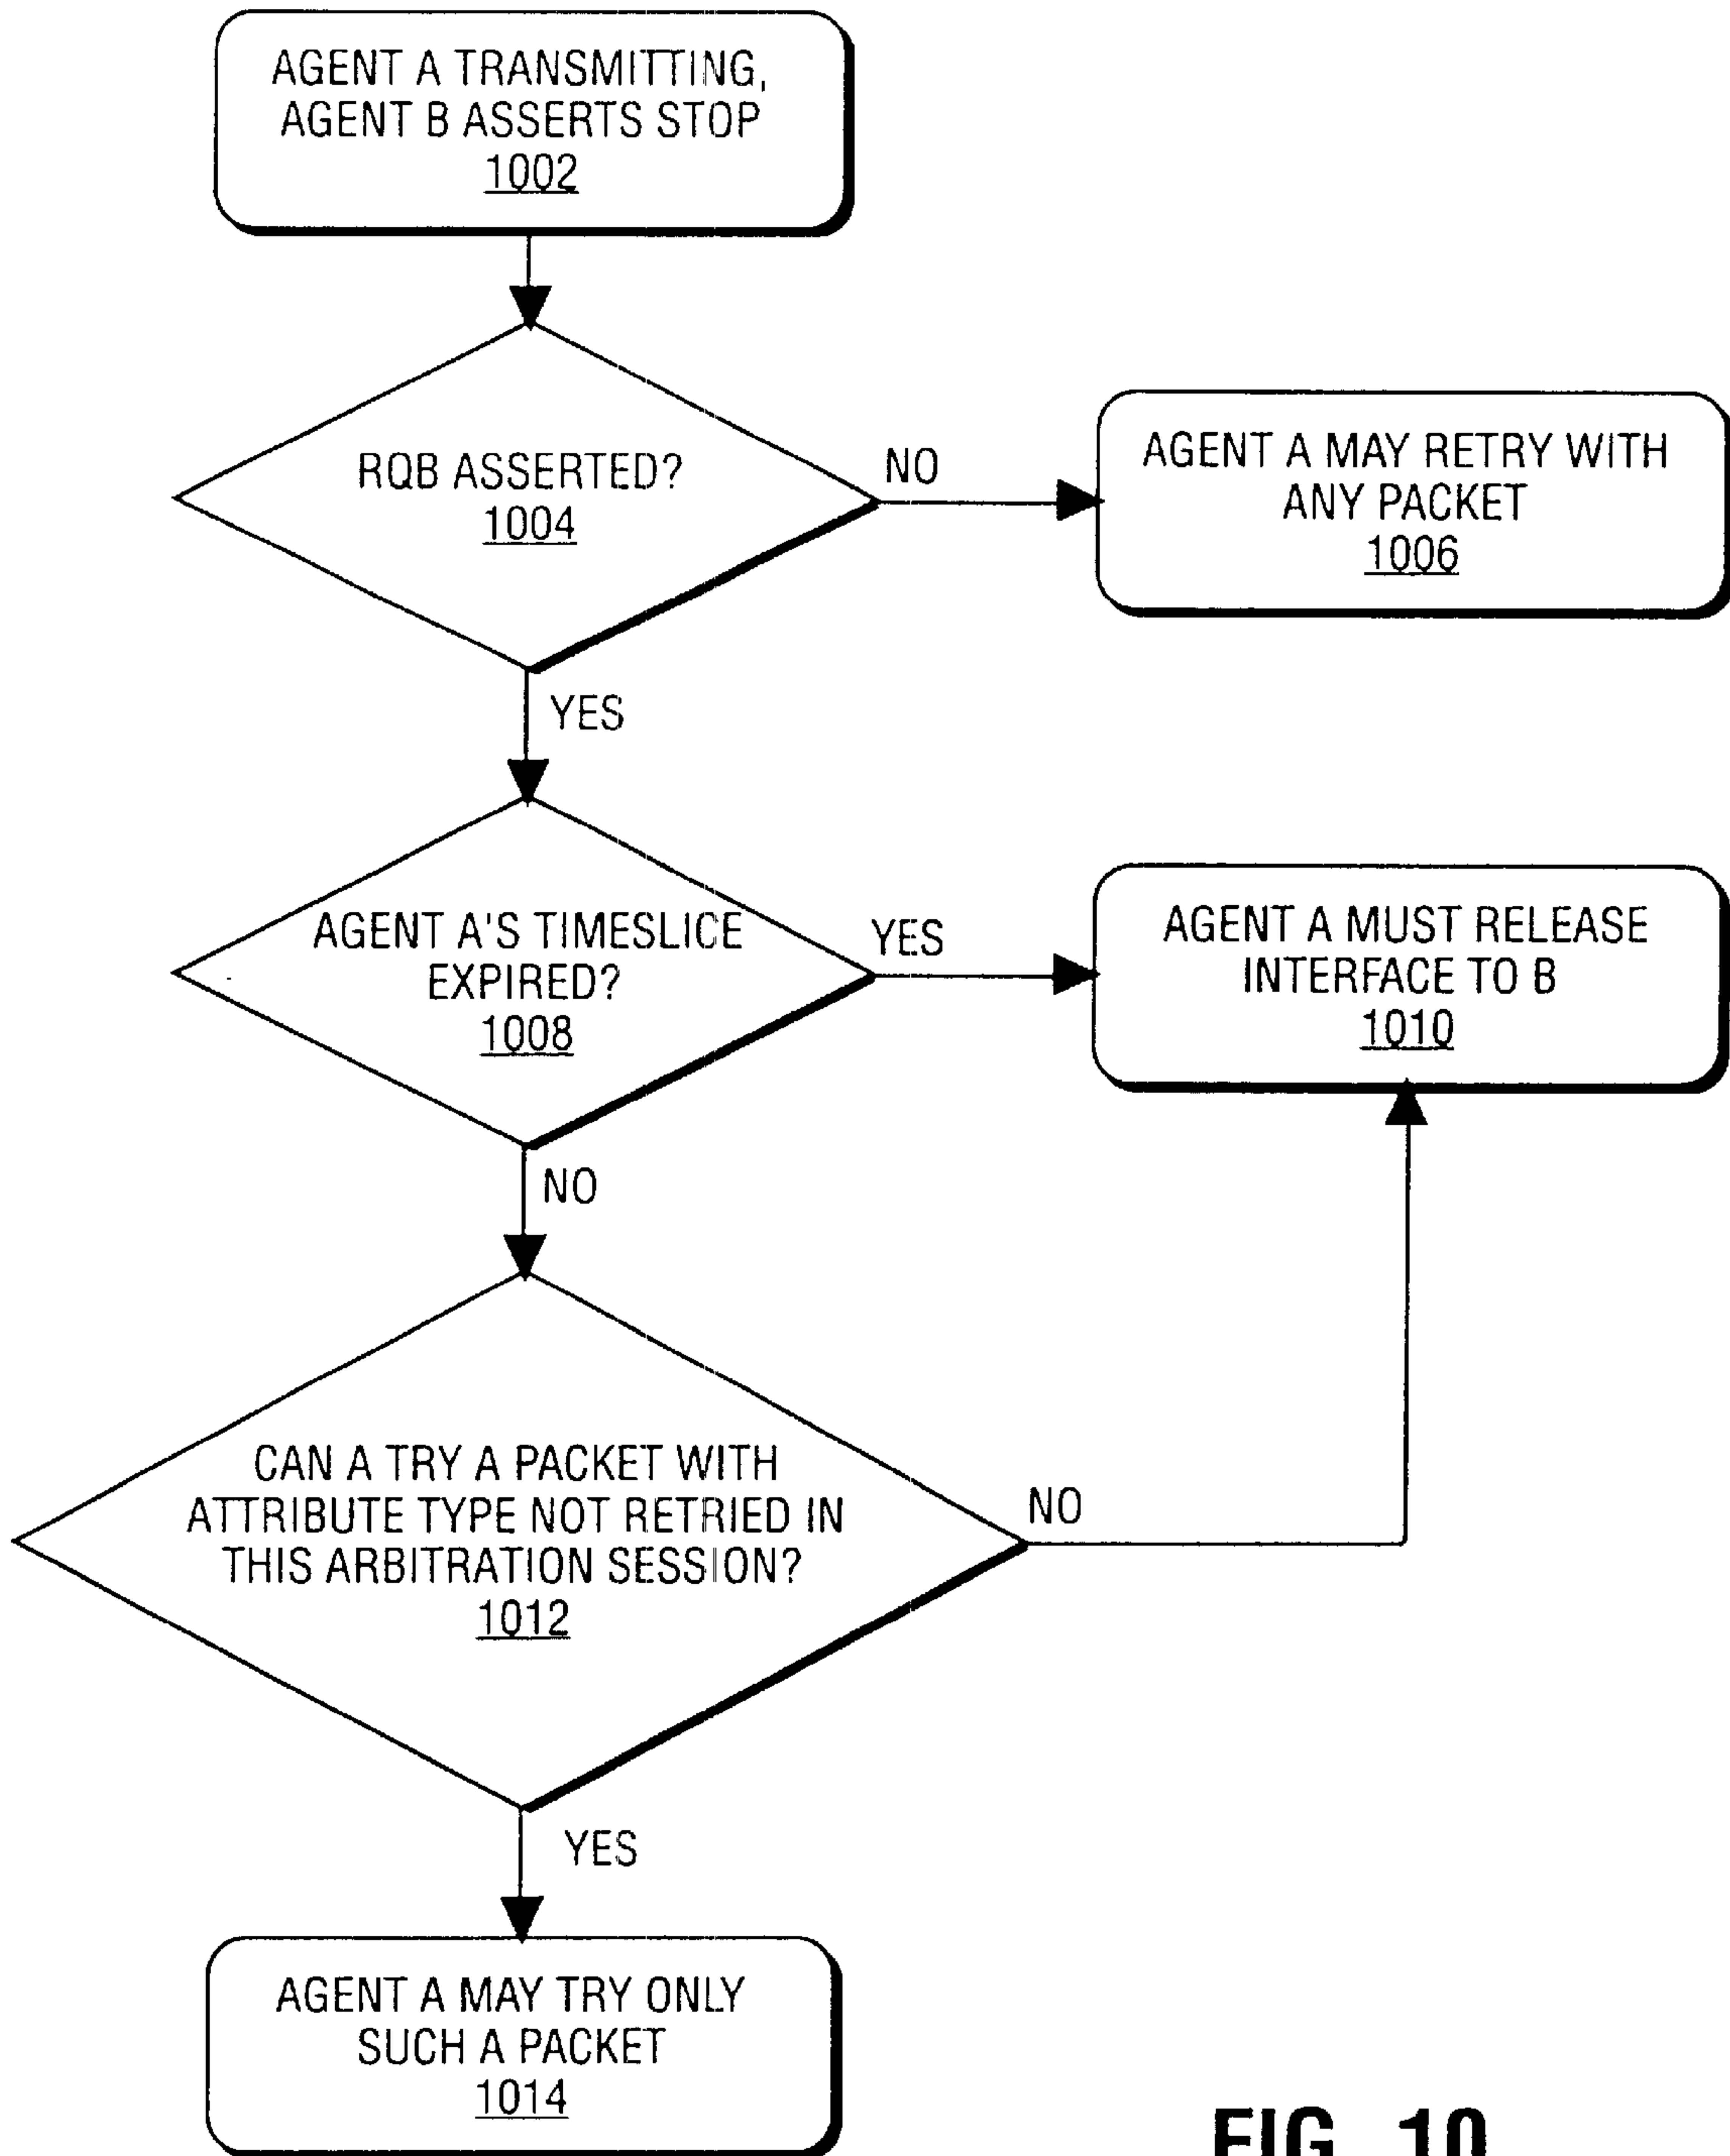 AGENT A TRANSMITTING,
AGENT B ASSERTS STOP
1002
RQB ASSERTED?
1004
NO
AGENT A MAY RETRY WITH
ANY PACKET
1006
YES
AGENT A'S TIMESLICE
EXPIRED?
1008
YES
AGENT A MUST RELEASE
INTERFACE TO B
1010
NO
CAN A TRY A PACKET WITH
ATTRIBUTE TYPE NOT RETRIED IN
THIS ARBITRATION SESSION?
1012
NO
YES
AGENT A MAY TRY ONLY
SUCH A PACKET
1014
FIG. 10